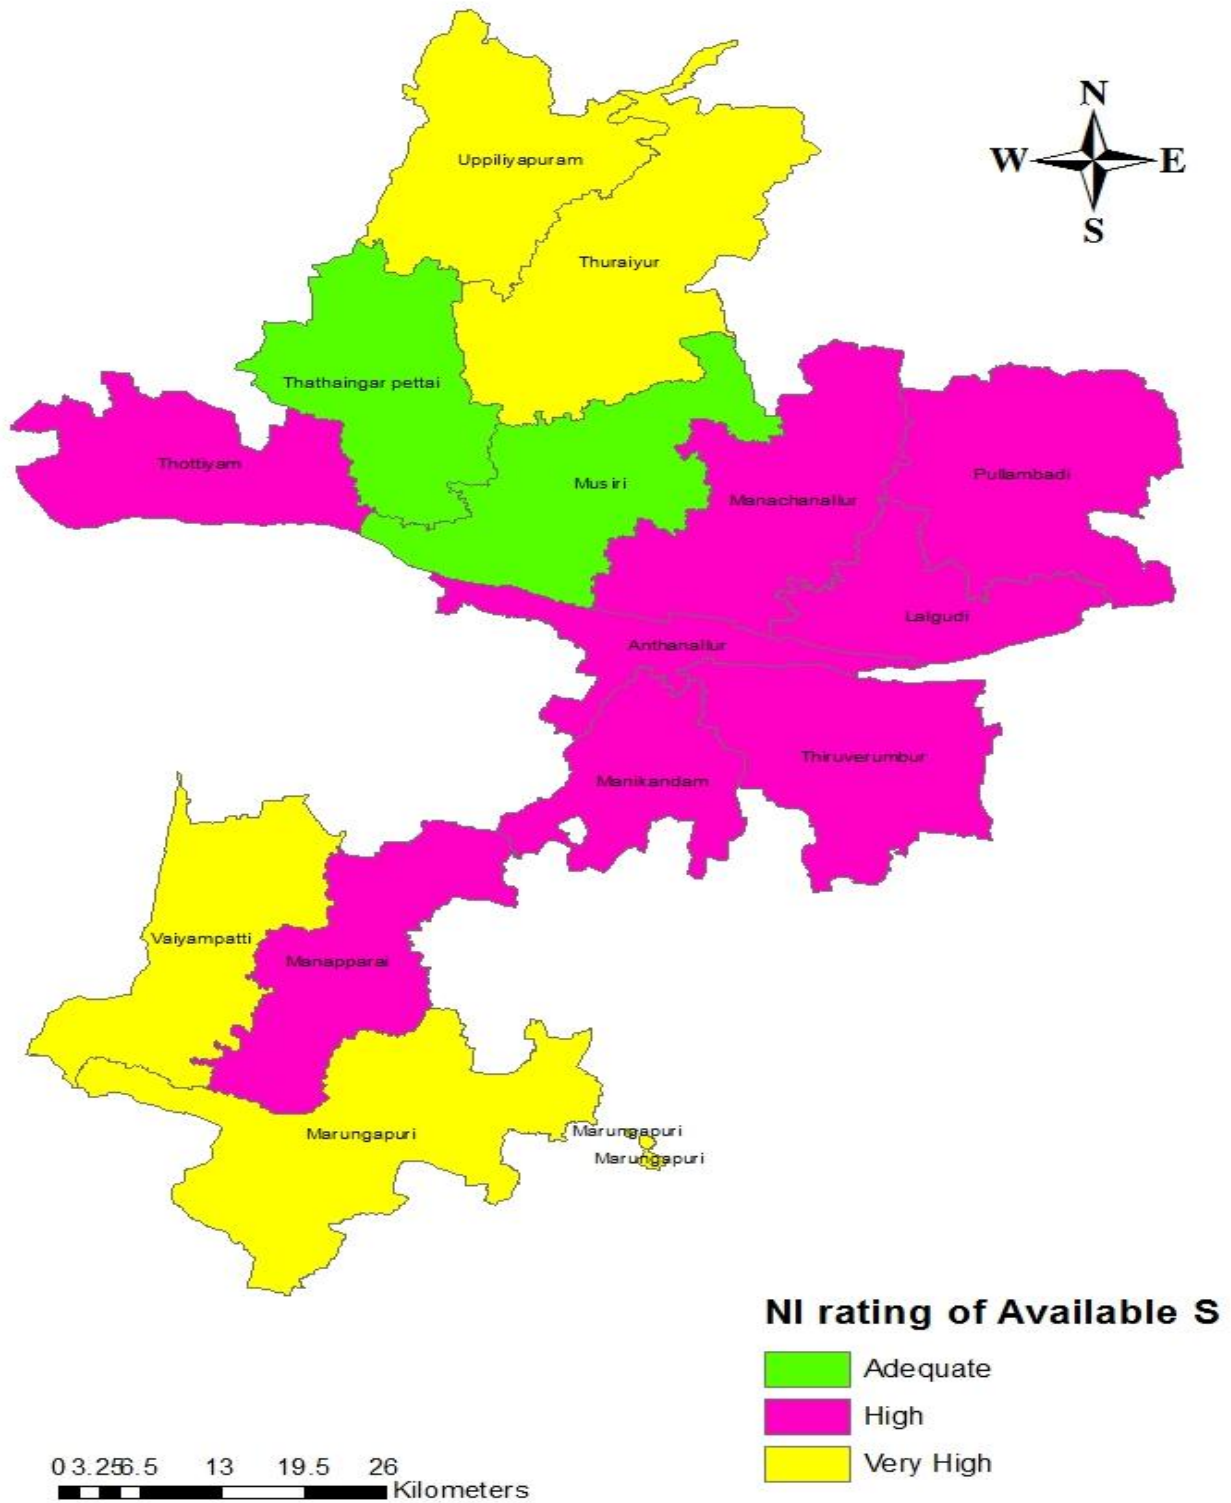 N
W E
S
Uppiliyapuram
Thuraiyur
Thathaingar pettai
Thottiyam
Musiri
Manachanallur
Pullambadi
Lalgudi
Anthanallur
Thiruverumbur
Manikandam
Vaiyampatti
Manapparai
Marungapuri
Marungapuri
Marungapuri
NI rating of Available S
Adequate
High
Very High
0 3.25 6.5 13 19.5 26
Kilometers